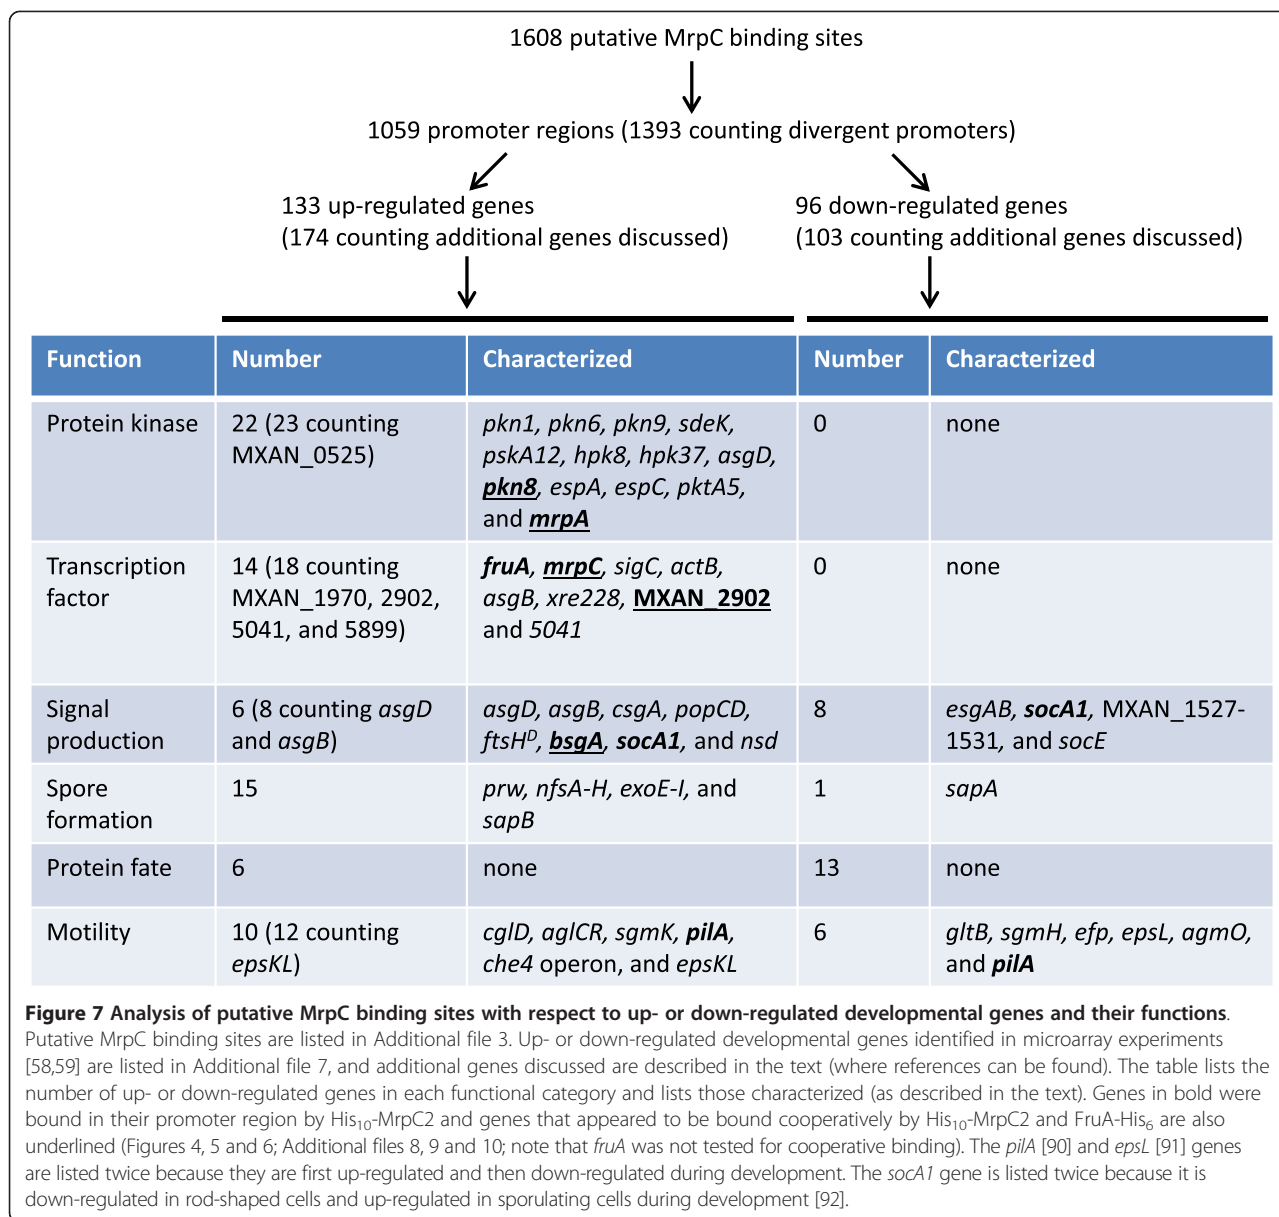 1608 putative MrpC binding sites
1059 promoter regions (1393 counting divergent promoters)
133 up-regulated genes
(174 counting additional genes discussed)
96 down-regulated genes
(103 counting additional genes discussed)
Function Number Characterized Number Characterized
Protein kinase
22 (23 counting
MXAN_0525)
pkn1, pkn6, pkn9, sdeK,
pskA12, hpk8, hpk37, asgD,
pkn8, espA, espC, pktA5,
and mrpA
0
none
Transcription
factor
14 (18 counting
MXAN_1970, 2902,
5041, and 5899)
fruA, mrpC, sigC, actB,
asgB, xre228, MXAN_2902
and 5041
0
none
Signal
production
6 (8 counting asgD
and asgB)
asgD, asgB, csgA, popCD,
ftsHᴰ, bsgA, socA1, and nsd
8
esgAB, socA1, MXAN_1527-
1531, and socE
Spore
formation
15
prw, nfsA-H, exoE-I, and
sapB
1
sapA
Protein fate
6
none
13
none
Motility
10 (12 counting
epsKL)
cglD, aglCR, sgmK, pilA,
che4 operon, and epsKL
6
gltB, sgmH, efp, epsL, agmO,
and pilA
Figure 7 Analysis of putative MrpC binding sites with respect to up- or down-regulated developmental genes and their functions.
Putative MrpC binding sites are listed in Additional file 3. Up- or down-regulated developmental genes identified in microarray experiments
[58,59] are listed in Additional file 7, and additional genes discussed are described in the text (where references can be found). The table lists the
number of up- or down-regulated genes in each functional category and lists those characterized (as described in the text). Genes in bold were
bound in their promoter region by His₁₀-MrpC2 and genes that appeared to be bound cooperatively by His₁₀-MrpC2 and FruA-His₆ are also
underlined (Figures 4, 5 and 6; Additional files 8, 9 and 10; note that fruA was not tested for cooperative binding). The pilA [90] and epsL [91] genes
are listed twice because they are first up-regulated and then down-regulated during development. The socA1 gene is listed twice because it is
down-regulated in rod-shaped cells and up-regulated in sporulating cells during development [92].